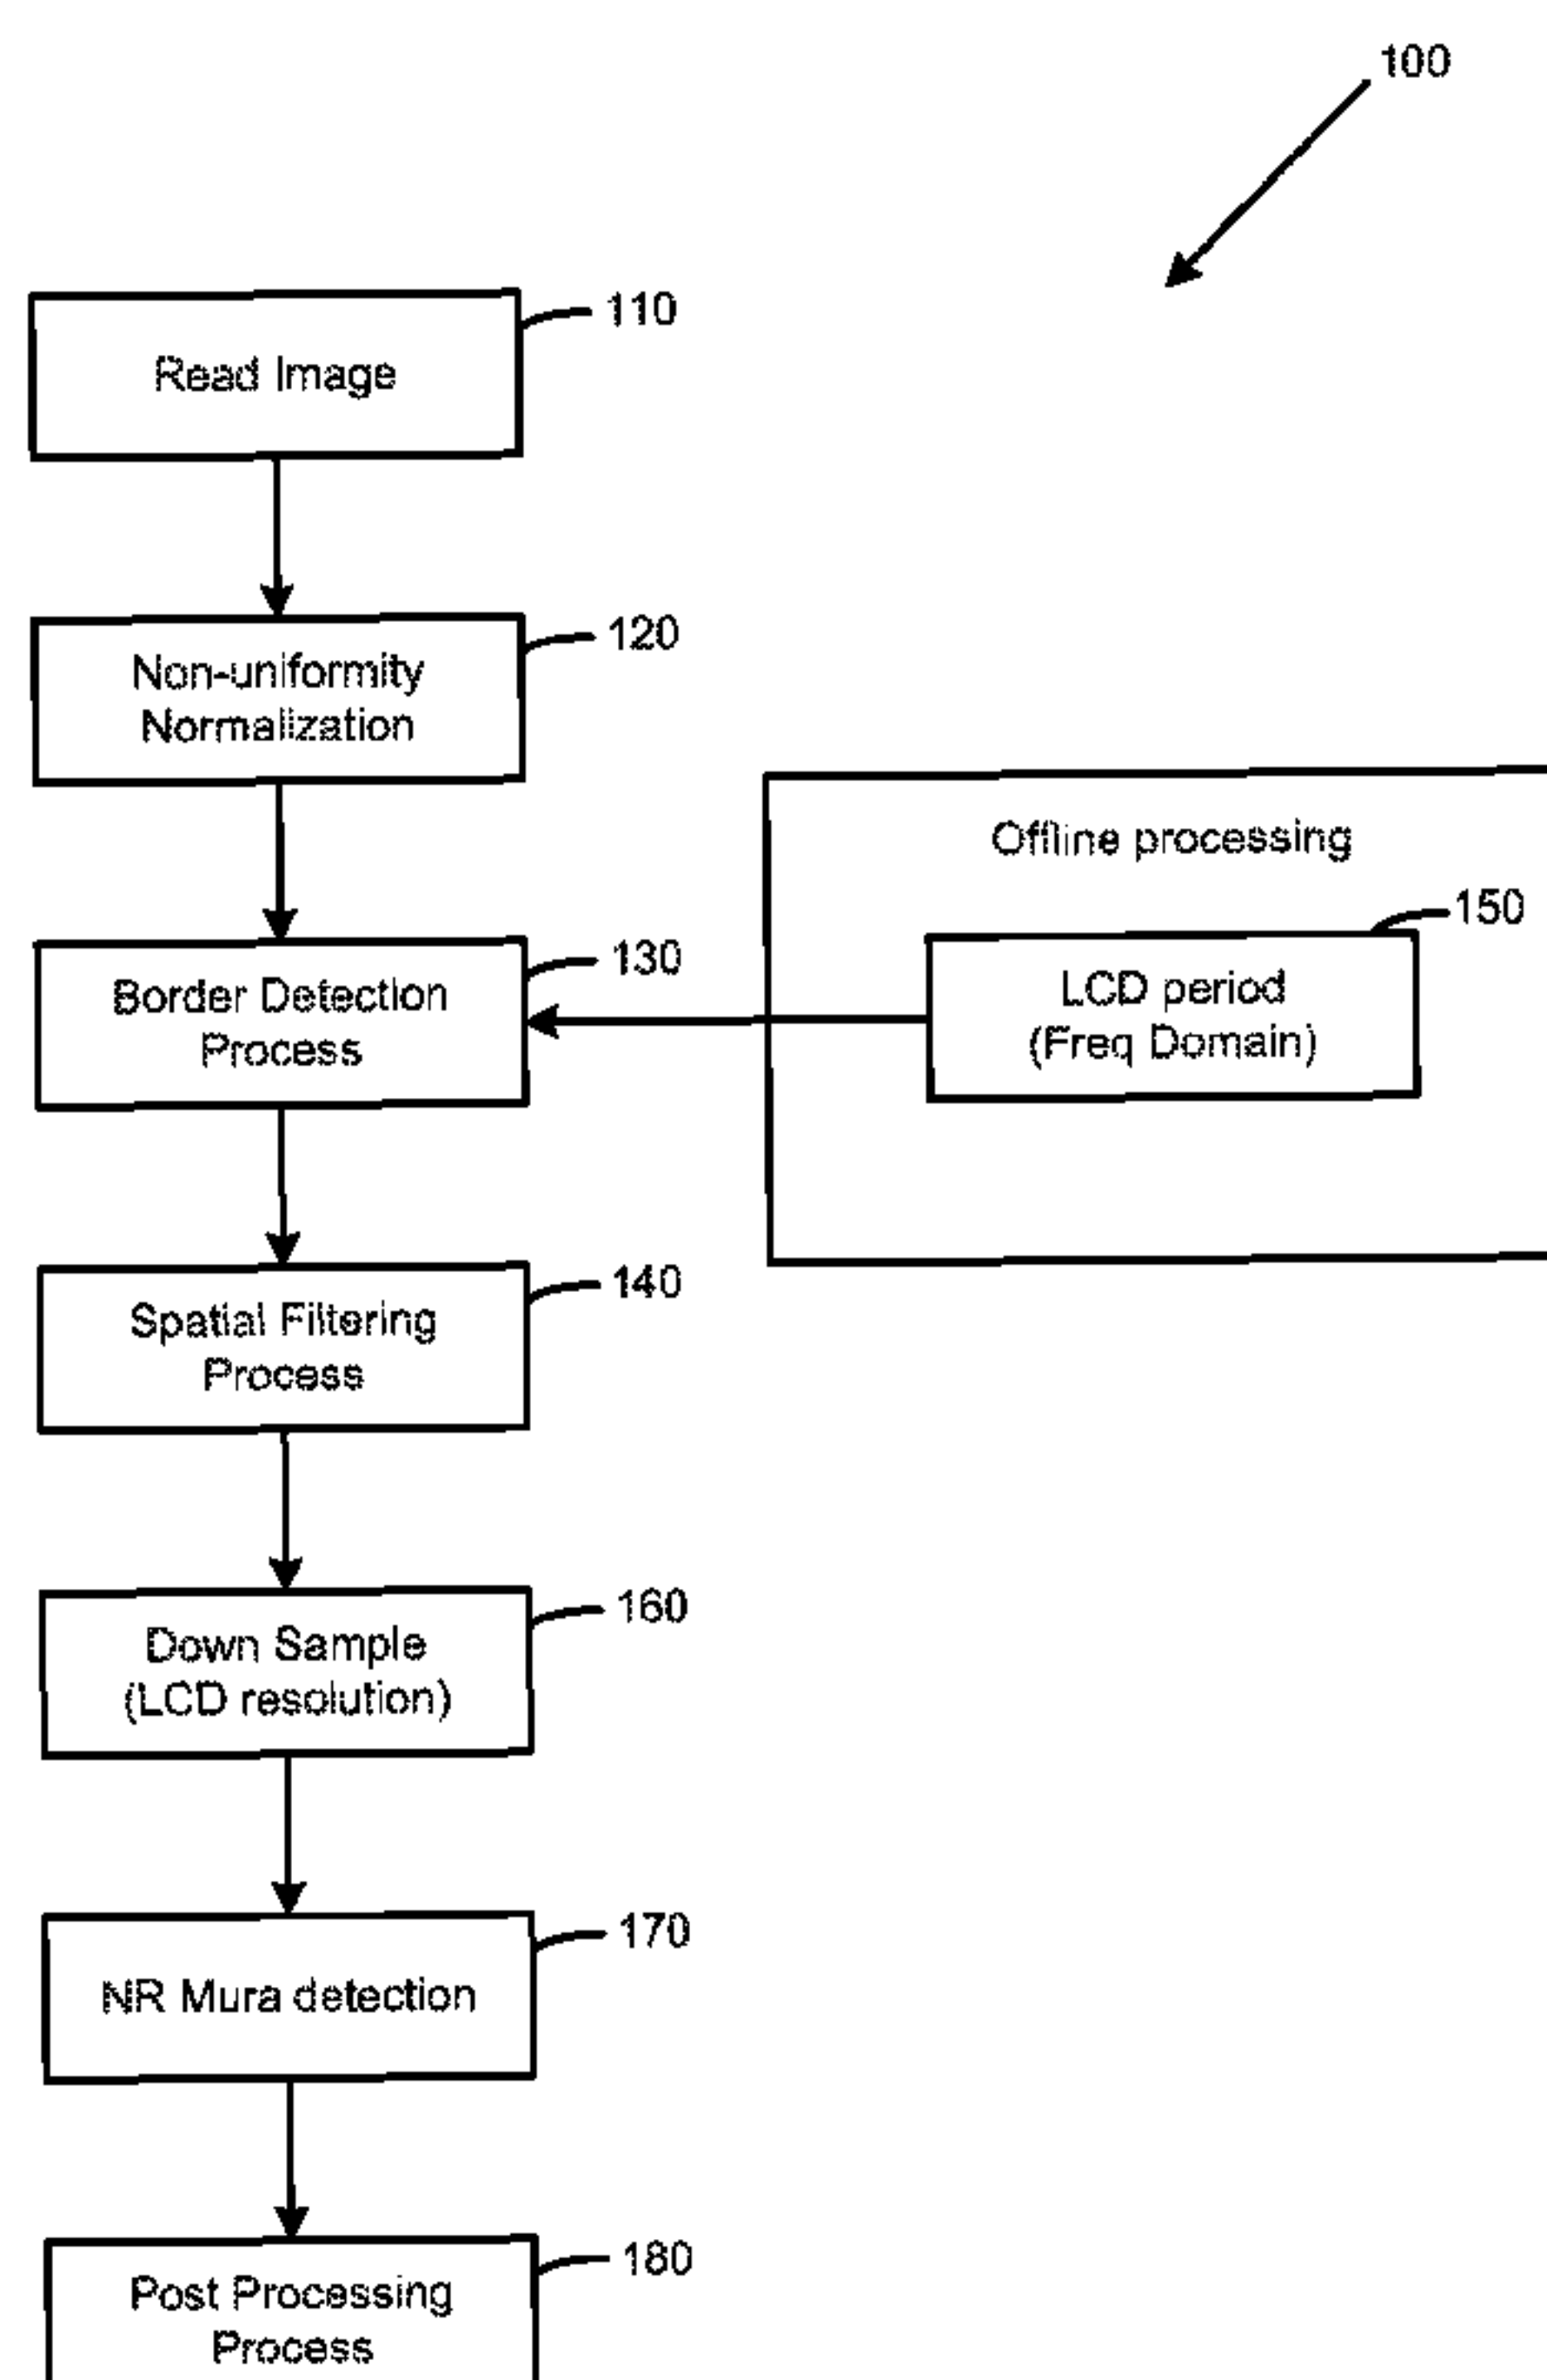 100
110
Read Image
120
Non-uniformity
Normalization
Offline processing
150
130
Border Detection
Process
LCD period
(Freq Domain)
140
Spatial Filtering
Process
160
Down Sample
(LCD resolution)
170
NR Mura detection
180
Post Processing
Process